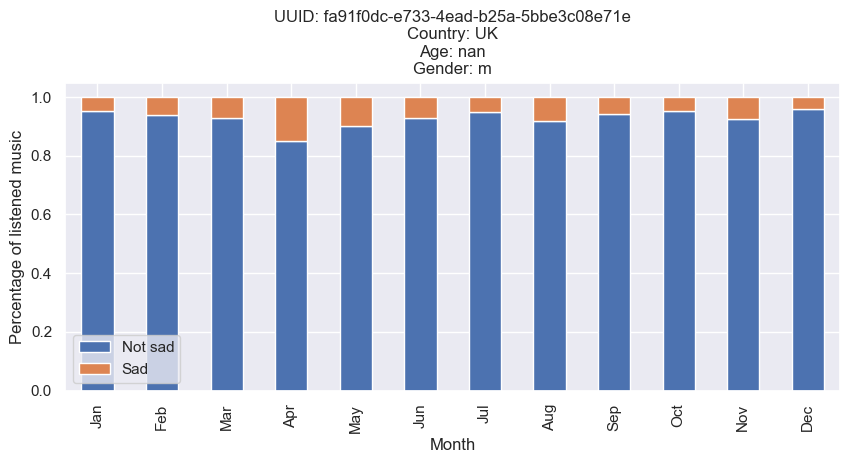 UUID: fa91f0dc-e733-4ead-b25a-5bbe3c08e71e
Country: UK
Age: nan
Gender: m
Percentage of listened music
1.0
0.8
0.6
0.4
0.2
0.0
Not sad
Sad
Jan
Feb
Mar
Apr
May
Jun
Jul
Aug
Sep
Oct
Nov
Dec
Month